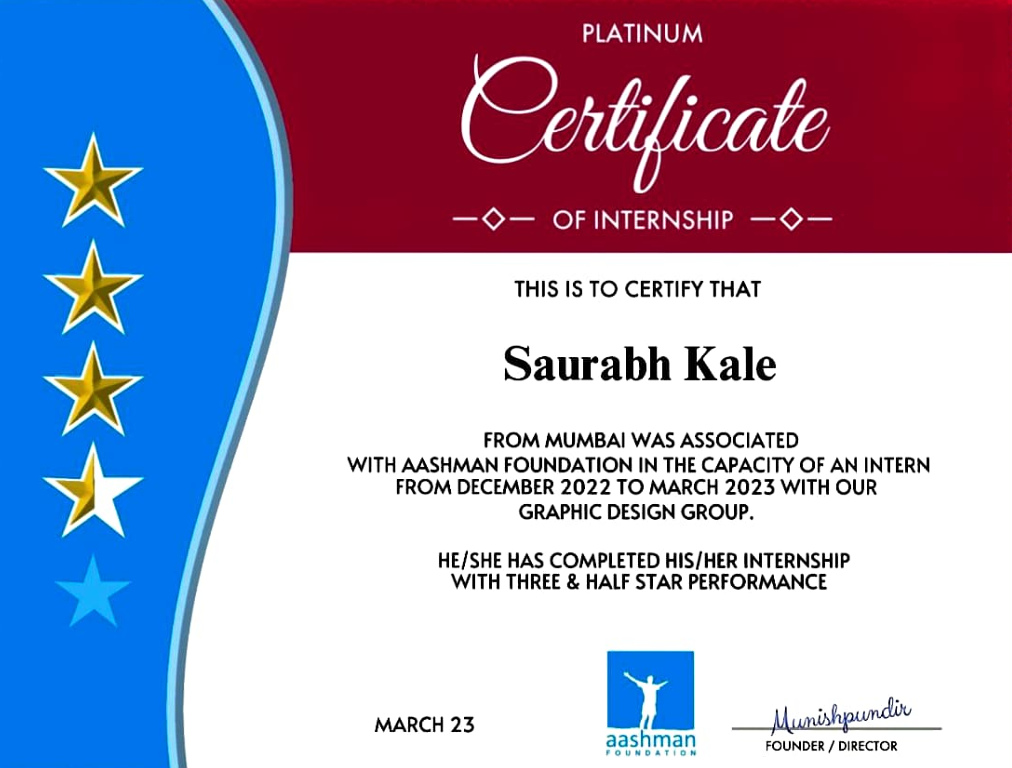 PLATINUM
Certificate
OF INTERNSHIP
THIS IS TO CERTIFY THAT
Saurabh Kale
FROM MUMBAI WAS ASSOCIATED
WITH AASHMAN FOUNDATION IN THE CAPACITY OF AN INTERN
FROM DECEMBER 2022 TO MARCH 2023 WITH OUR
GRAPHIC DESIGN GROUP.
HE/SHE HAS COMPLETED HIS/HER INTERNSHIP
WITH THREE & HALF STAR PERFORMANCE
MARCH 23
aashman
FOUNDATION
Munishpundir
FOUNDER / DIRECTOR